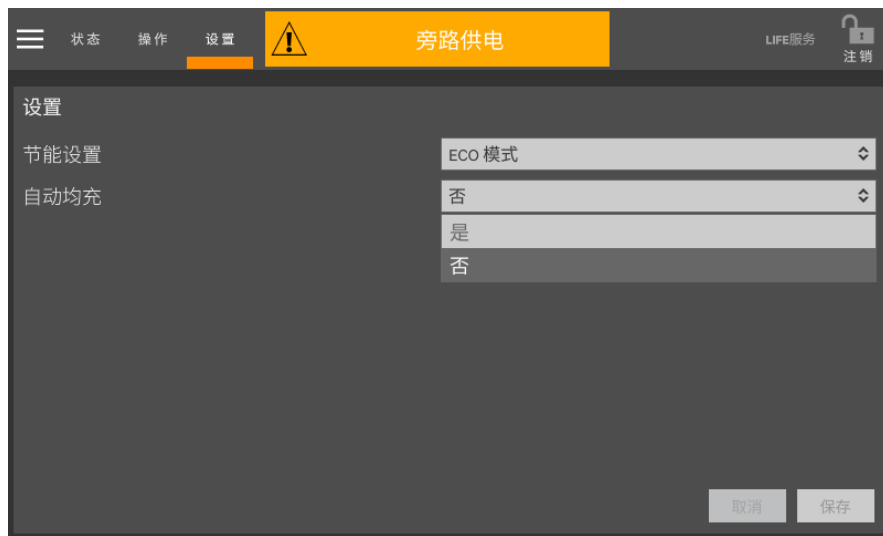 状态 操作 设置 旁路供电 LIFE服务 1
注销
设置
节能设置 ECO 模式
自动均充 否
是
否
取消 保存